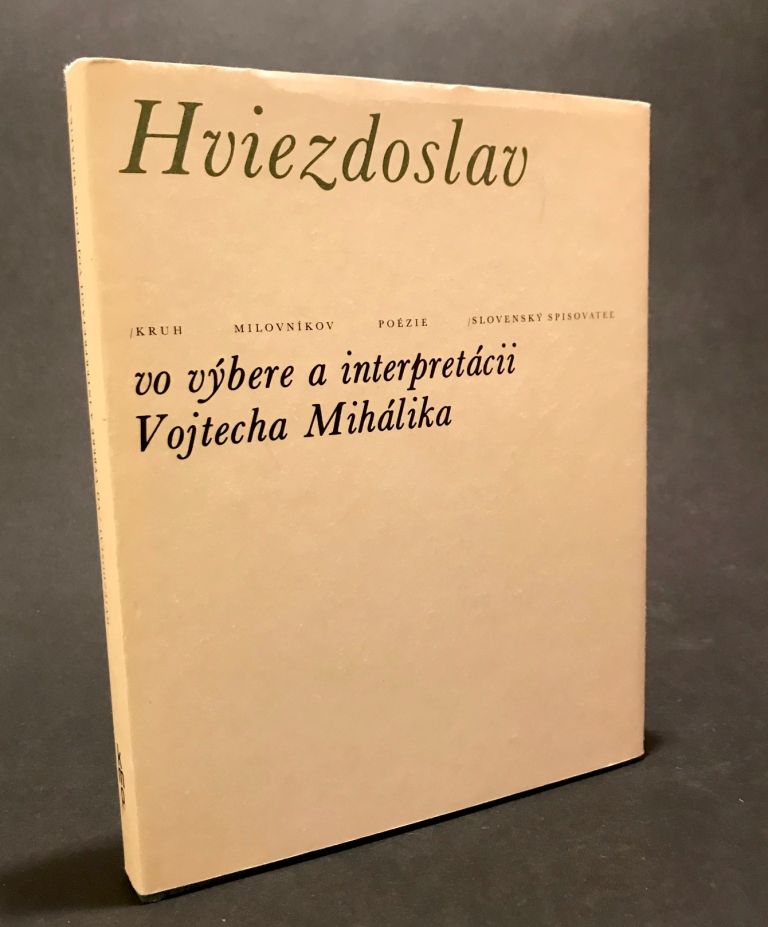 Hviezdoslav
/KRUH MILOVNÍKOV POÉZIE /SLOVENSKÝ SPISOVATEĽ
vo výbere a interpretácii
Vojtecha Mihálika